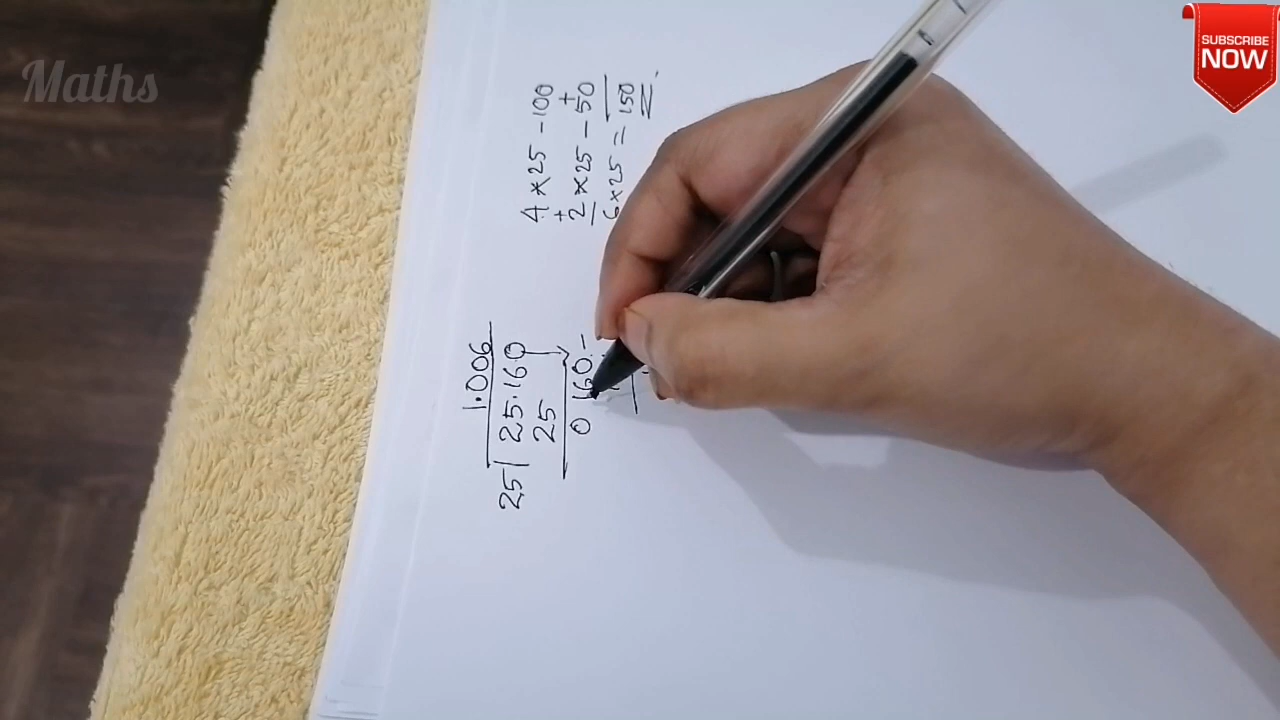 Maths
SUBSCRIBE
NOW
1.006
25 25.160
25
0 160 -
4 × 25 - 100
+ +
2 × 25 - 50
6 × 25 = 150